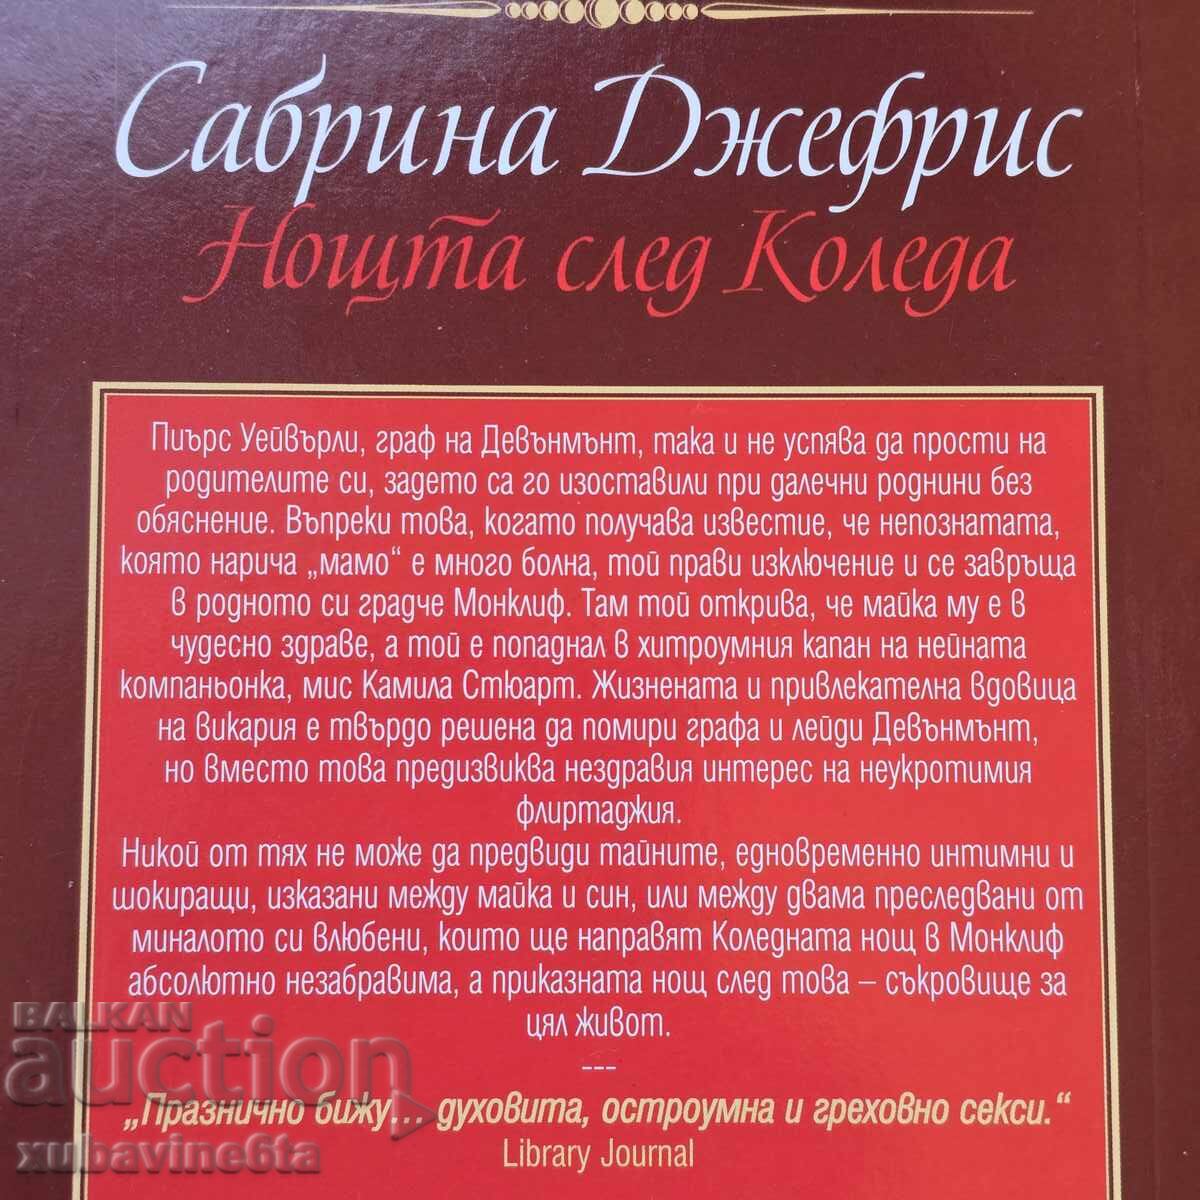 Сабрина Джефрис
Нощта след Коледа
Пиърс Уейвърли, граф на Девънмънт, така и не успява да прости на
родителите си, задето са го изоставили при далечни роднини без
обяснение. Въпреки това, когато получава известие, че непознатата,
която нарича „мамо“ е много болна, той прави изключение и се завръща
в родното си градче Монклиф. Там той открива, че майка му е в
чудесно здраве, а той е попаднал в хитроумния капан на нейната
компаньонка, мис Камила Стюарт. Жизнената и привлекателна вдовица
на викария е твърдо решена да помири графа и лейди Девънмънт,
но вместо това предизвиква нездравия интерес на неукротимия
флиртаджия.
Никой от тях не може да предвиди тайните, едновременно интимни и
шокиращи, изказани между майка и син, или между двама преследвани от
миналото си влюбени, които ще направят Коледната нощ в Монклиф
абсолютно незабравима, а приказната нощ след това – съкровище за
цял живот.
---
„Празнично бижу... духовита, остроумна и греховно секси.“
Library Journal
BALKAN
auction
xubavine6ta